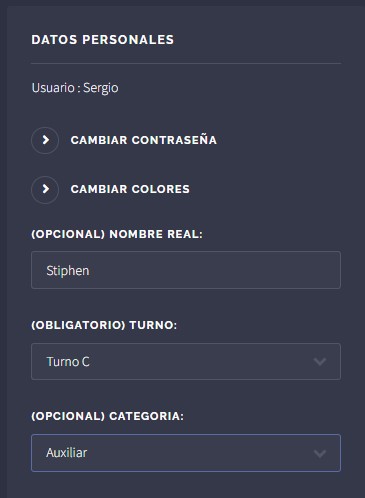 DATOS PERSONALES
Usuario : Sergio
CAMBIAR CONTRASEÑA
CAMBIAR COLORES
(OPCIONAL) NOMBRE REAL:
Stiphen
(OBLIGATORIO) TURNO:
Turno C
(OPCIONAL) CATEGORIA:
Auxiliar